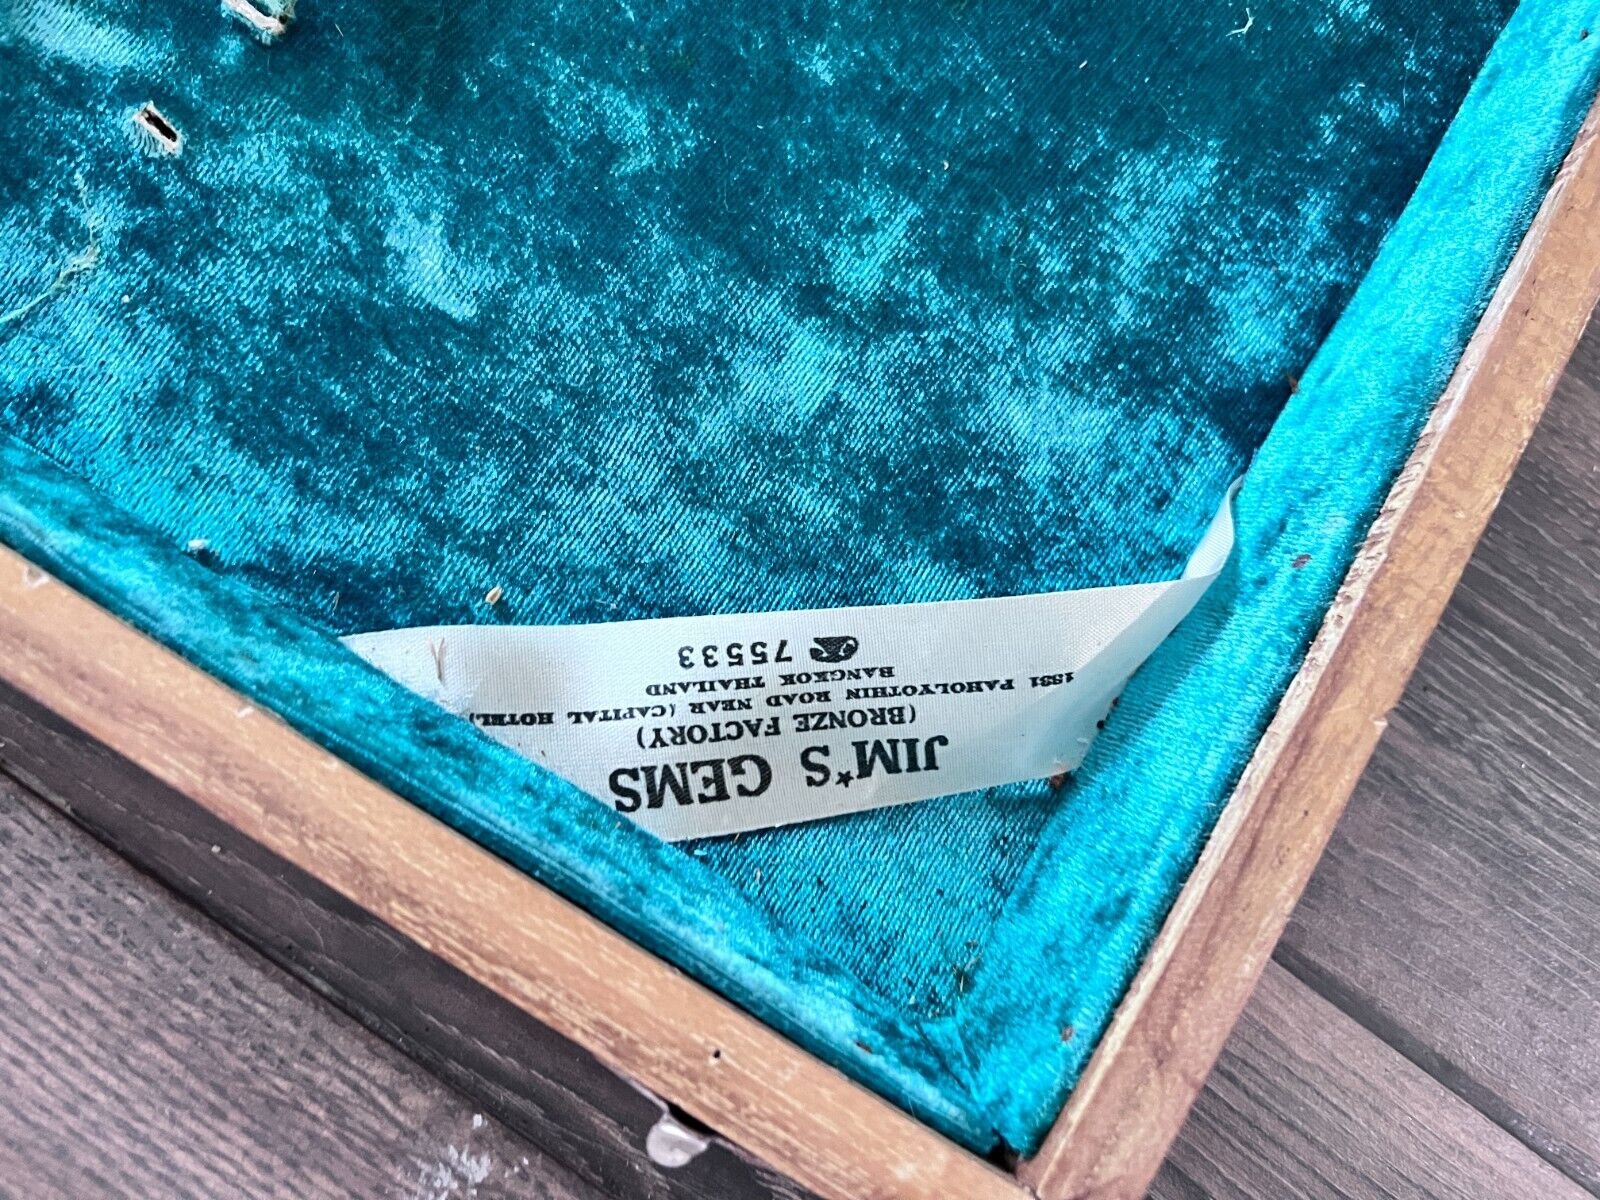 JIM★S GEMS
(BRONZE FACTORY)
1331 PAHOLYOTHIN ROAD NEAR (CAPITAL HOTEL)
BANGKOK THAILAND
75533